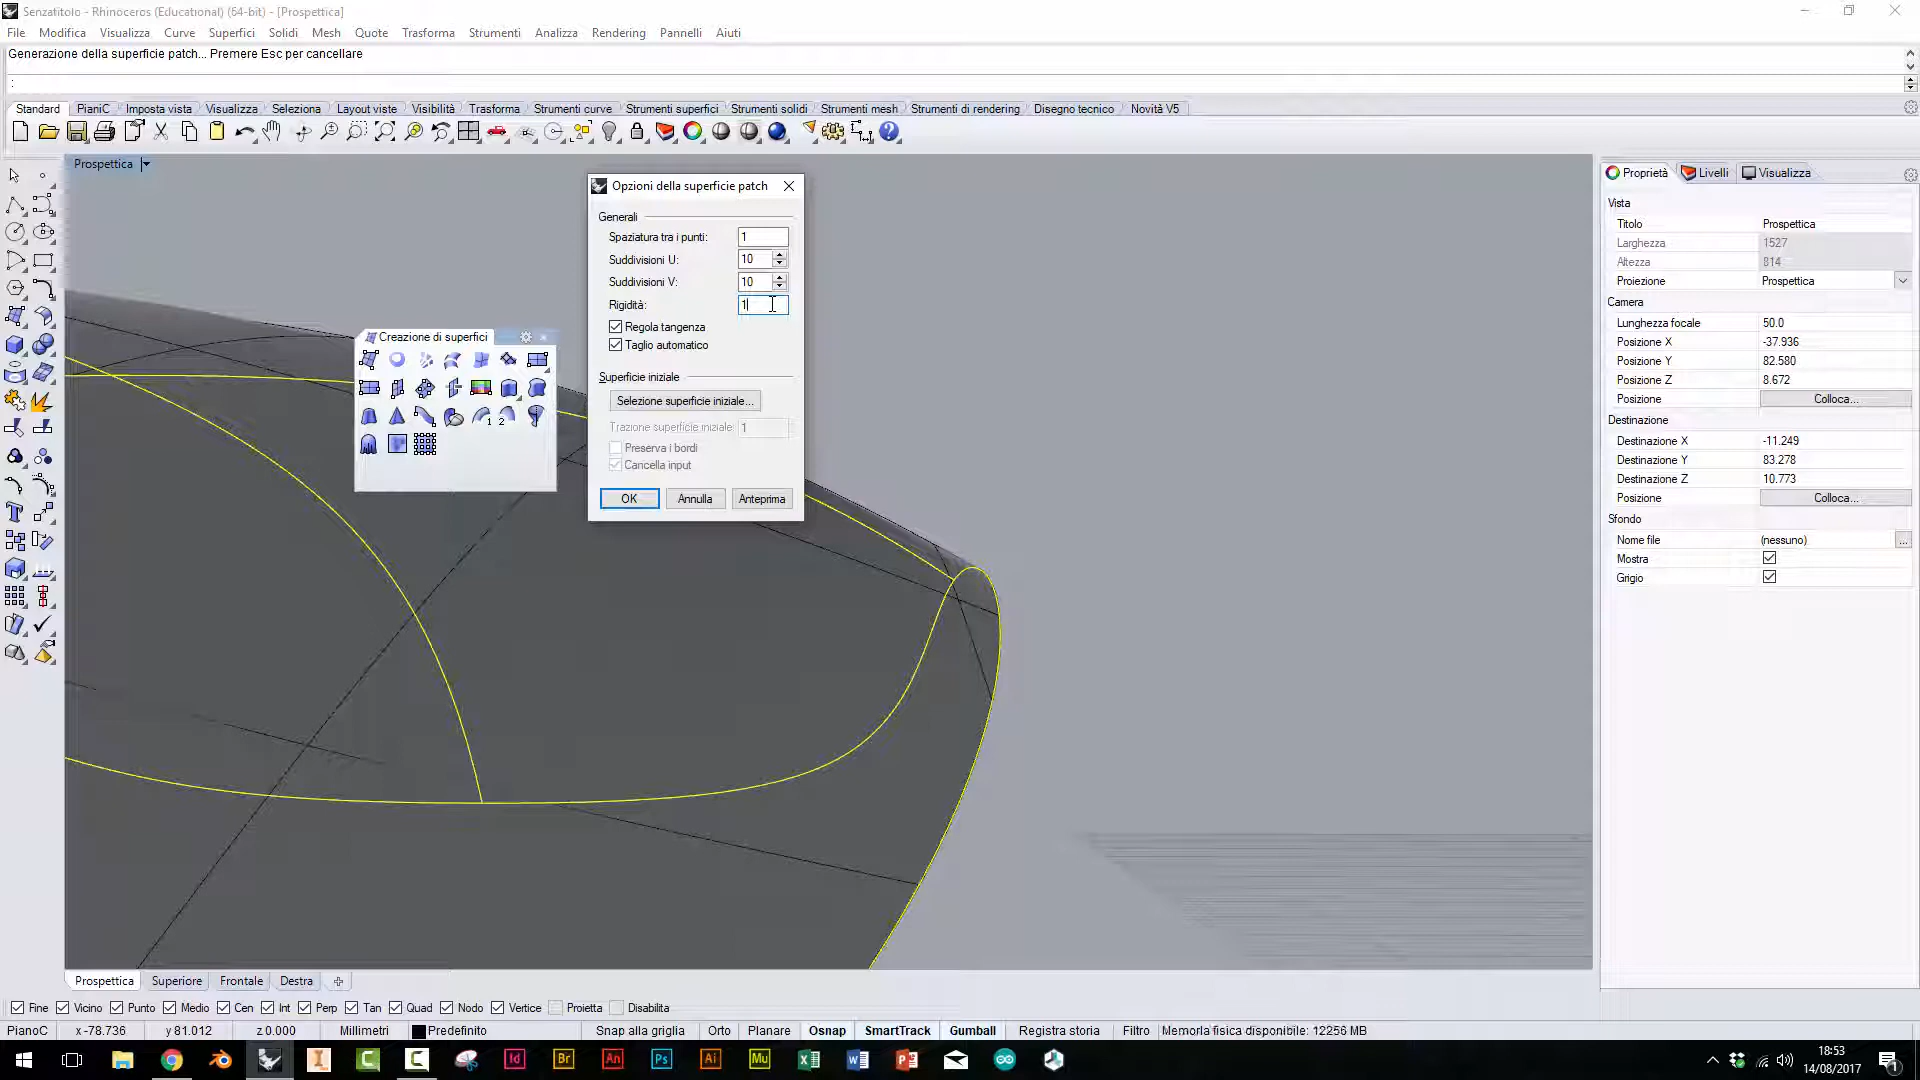 Senzatitolo - Rhinoceros (Educational) (64-bit) - [Prospettica]
File Modifica Visualizza Curve Superfici Solidi Mesh Quote Trasforma Strumenti Analizza Rendering Pannelli Aiuti
Generazione della superficie patch... Premere Esc per cancellare
:
Standard PianiC Imposta vista Visualizza Seleziona Layout viste Visibilità Trasforma Strumenti curve Strumenti superfici Strumenti solidi Strumenti mesh Strumenti di rendering Disegno tecnico Novità V5
Prospettica
Opzioni della superficie patch
Generali
Spaziatura tra i punti: 1
Suddivisioni U: 10
Suddivisioni V: 10
Rigidità: 1
Regola tangenza
Taglio automatico
Superficie iniziale
Selezione superficie iniziale...
Trazione superficie iniziale: 1
Preserva i bordi
Cancella input
OK Annulla Anteprima
Creazione di superfici
1 2
Proprietà Livelli Visualizza
Vista
Titolo Prospettica
Larghezza 1527
Altezza 814
Proiezione Prospettica
Camera
Lunghezza focale 50.0
Posizione X -37.936
Posizione Y 82.580
Posizione Z 8.672
Posizione Colloca...
Destinazione
Destinazione X -11.249
Destinazione Y 83.278
Destinazione Z 10.773
Posizione Colloca...
Sfondo
Nome file (nessuno) ...
Mostra
Grigio
Prospettica Superiore Frontale Destra
Fine Vicino Punto Medio Cen Int Perp Tan Quad Nodo Vertice Proietta Disabilita
PianoC x -78.736 y 81.012 z 0.000 Millimetri Predefinito Snap alla griglia Orto Planare Osnap SmartTrack Gumball Registra storia Filtro Memoria fisica disponibile: 12256 MB
Id Br An Ps Ai Mu
18:53
14/08/2017